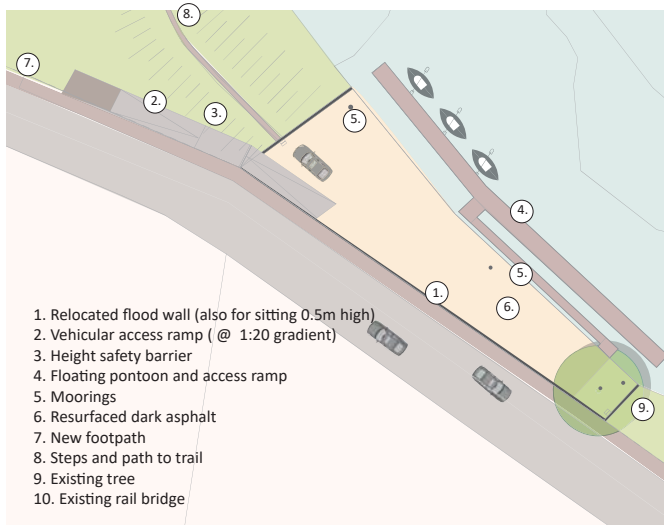 8.
7.
2.
3.
5.
4.
5.
1.
6.
9.
1. Relocated flood wall (also for sitting 0.5m high)
2. Vehicular access ramp ( @ 1:20 gradient)
3. Height safety barrier
4. Floating pontoon and access ramp
5. Moorings
6. Resurfaced dark asphalt
7. New footpath
8. Steps and path to trail
9. Existing tree
10. Existing rail bridge